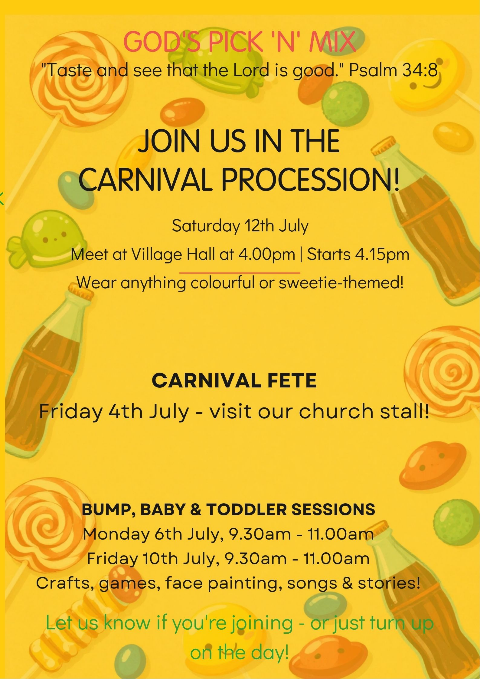 GOD'S PICK 'N' MIX
"Taste and see that the Lord is good." Psalm 34:8
JOIN US IN THE
CARNIVAL PROCESSION!
Saturday 12th July
Meet at Village Hall at 4.00pm | Starts 4.15pm
Wear anything colourful or sweetie-themed!
CARNIVAL FETE
Friday 4th July - visit our church stall!
BUMP, BABY & TODDLER SESSIONS
Monday 6th July, 9.30am - 11.00am
Friday 10th July, 9.30am - 11.00am
Crafts, games, face painting, songs & stories!
Let us know if you're joining - or just turn up
on the day!